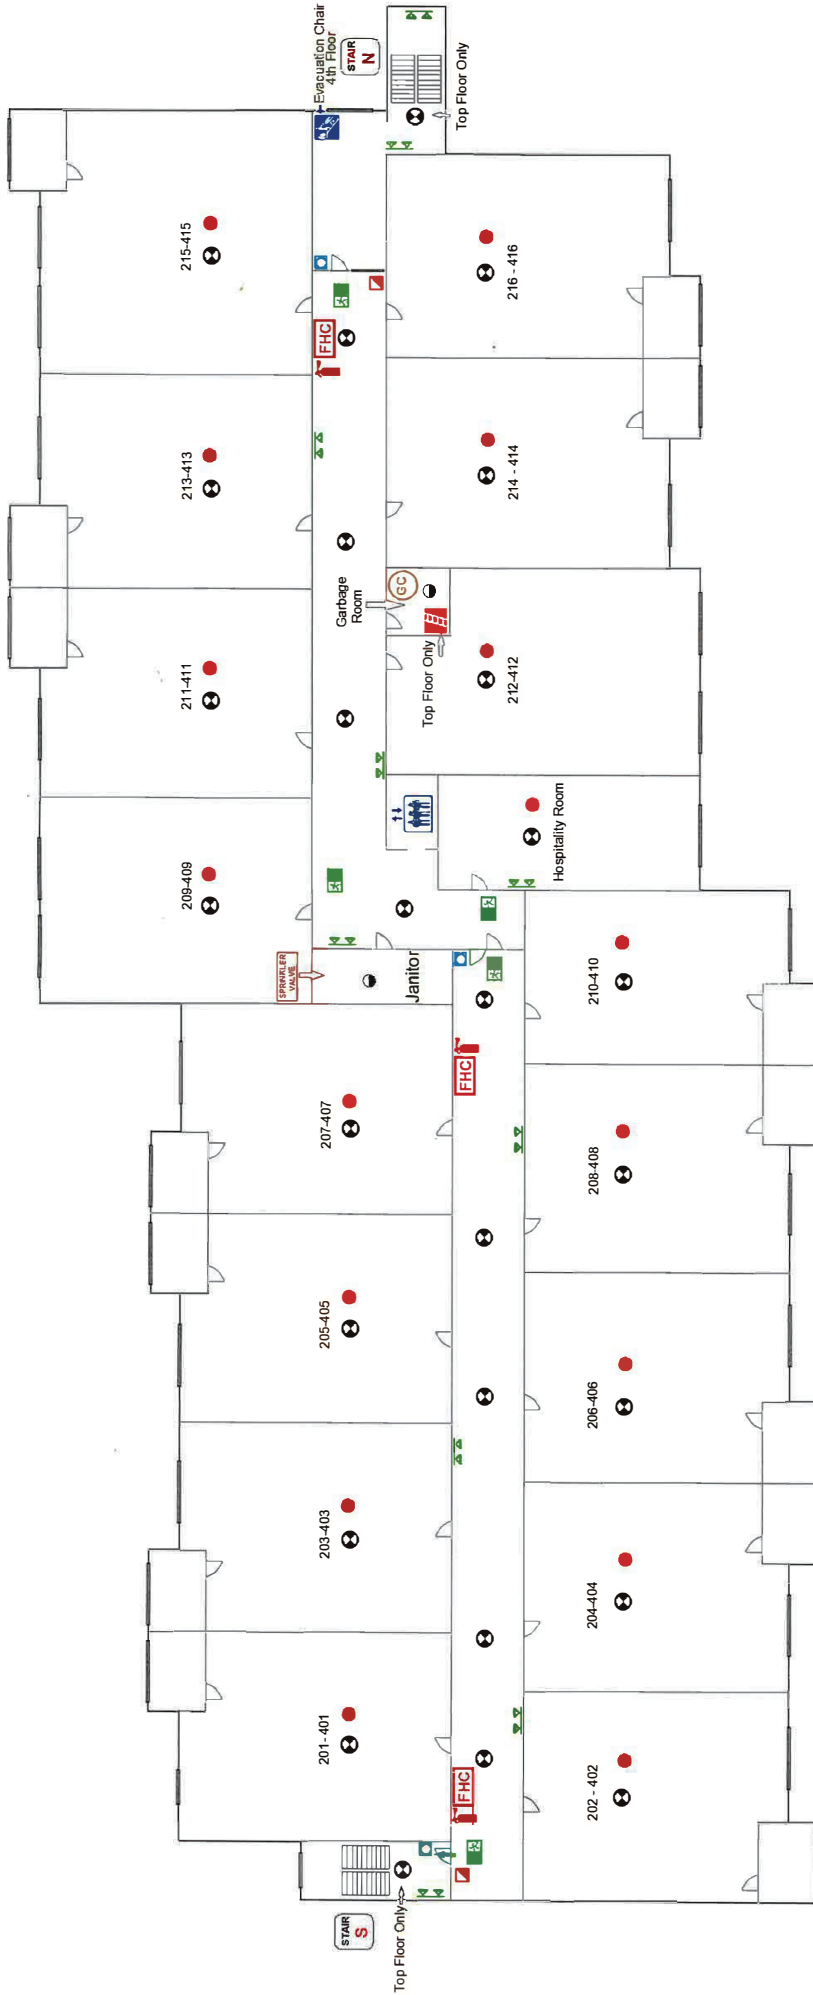 Evacuation Chair
4th Floor
STAIR
N
Top Floor Only
215-415
216 - 416
FHC
213-413
214 - 414
Garbage
Room
GC
211-411
Top Floor Only
212-412
209-409
Hospitality Room
SPRINKLER
VALVE
Janitor
210-410
FHC
207-407
208-408
205-405
206-406
203-403
204-404
201-401
FHC
202 - 402
STAIR
S
Top Floor Only